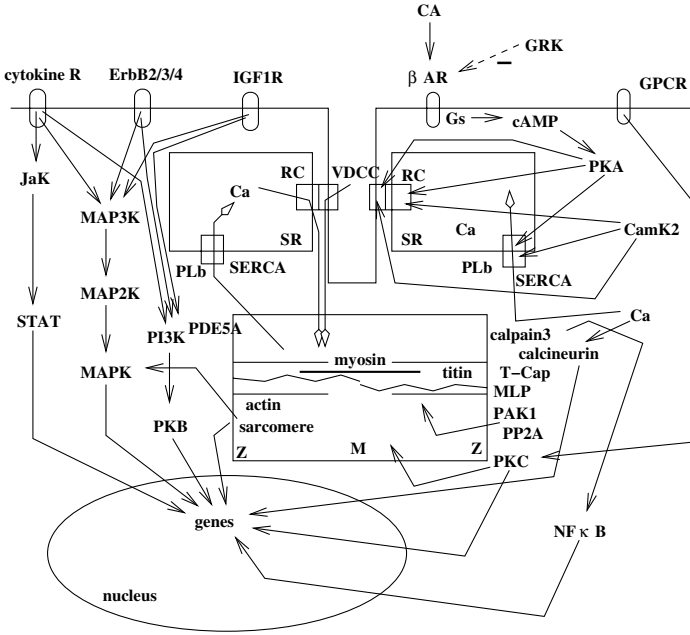 CA
GRK
cytokine R
ErbB2/3/4
IGF1R
β AR
GPCR
Gs
cAMP
JaK
Ca
RC
VDCC
RC
PKA
MAP3K
SR
SR
Ca
CamK2
PLb
SERCA
PLb
SERCA
MAP2K
STAT
PI3K
PDE5A
calpain3
Ca
calcineurin
myosin
titin
T−Cap
MAPK
MLP
actin
PAK1
PKB
sarcomere
PP2A
Z
M
Z
PKC
genes
NF κ B
nucleus